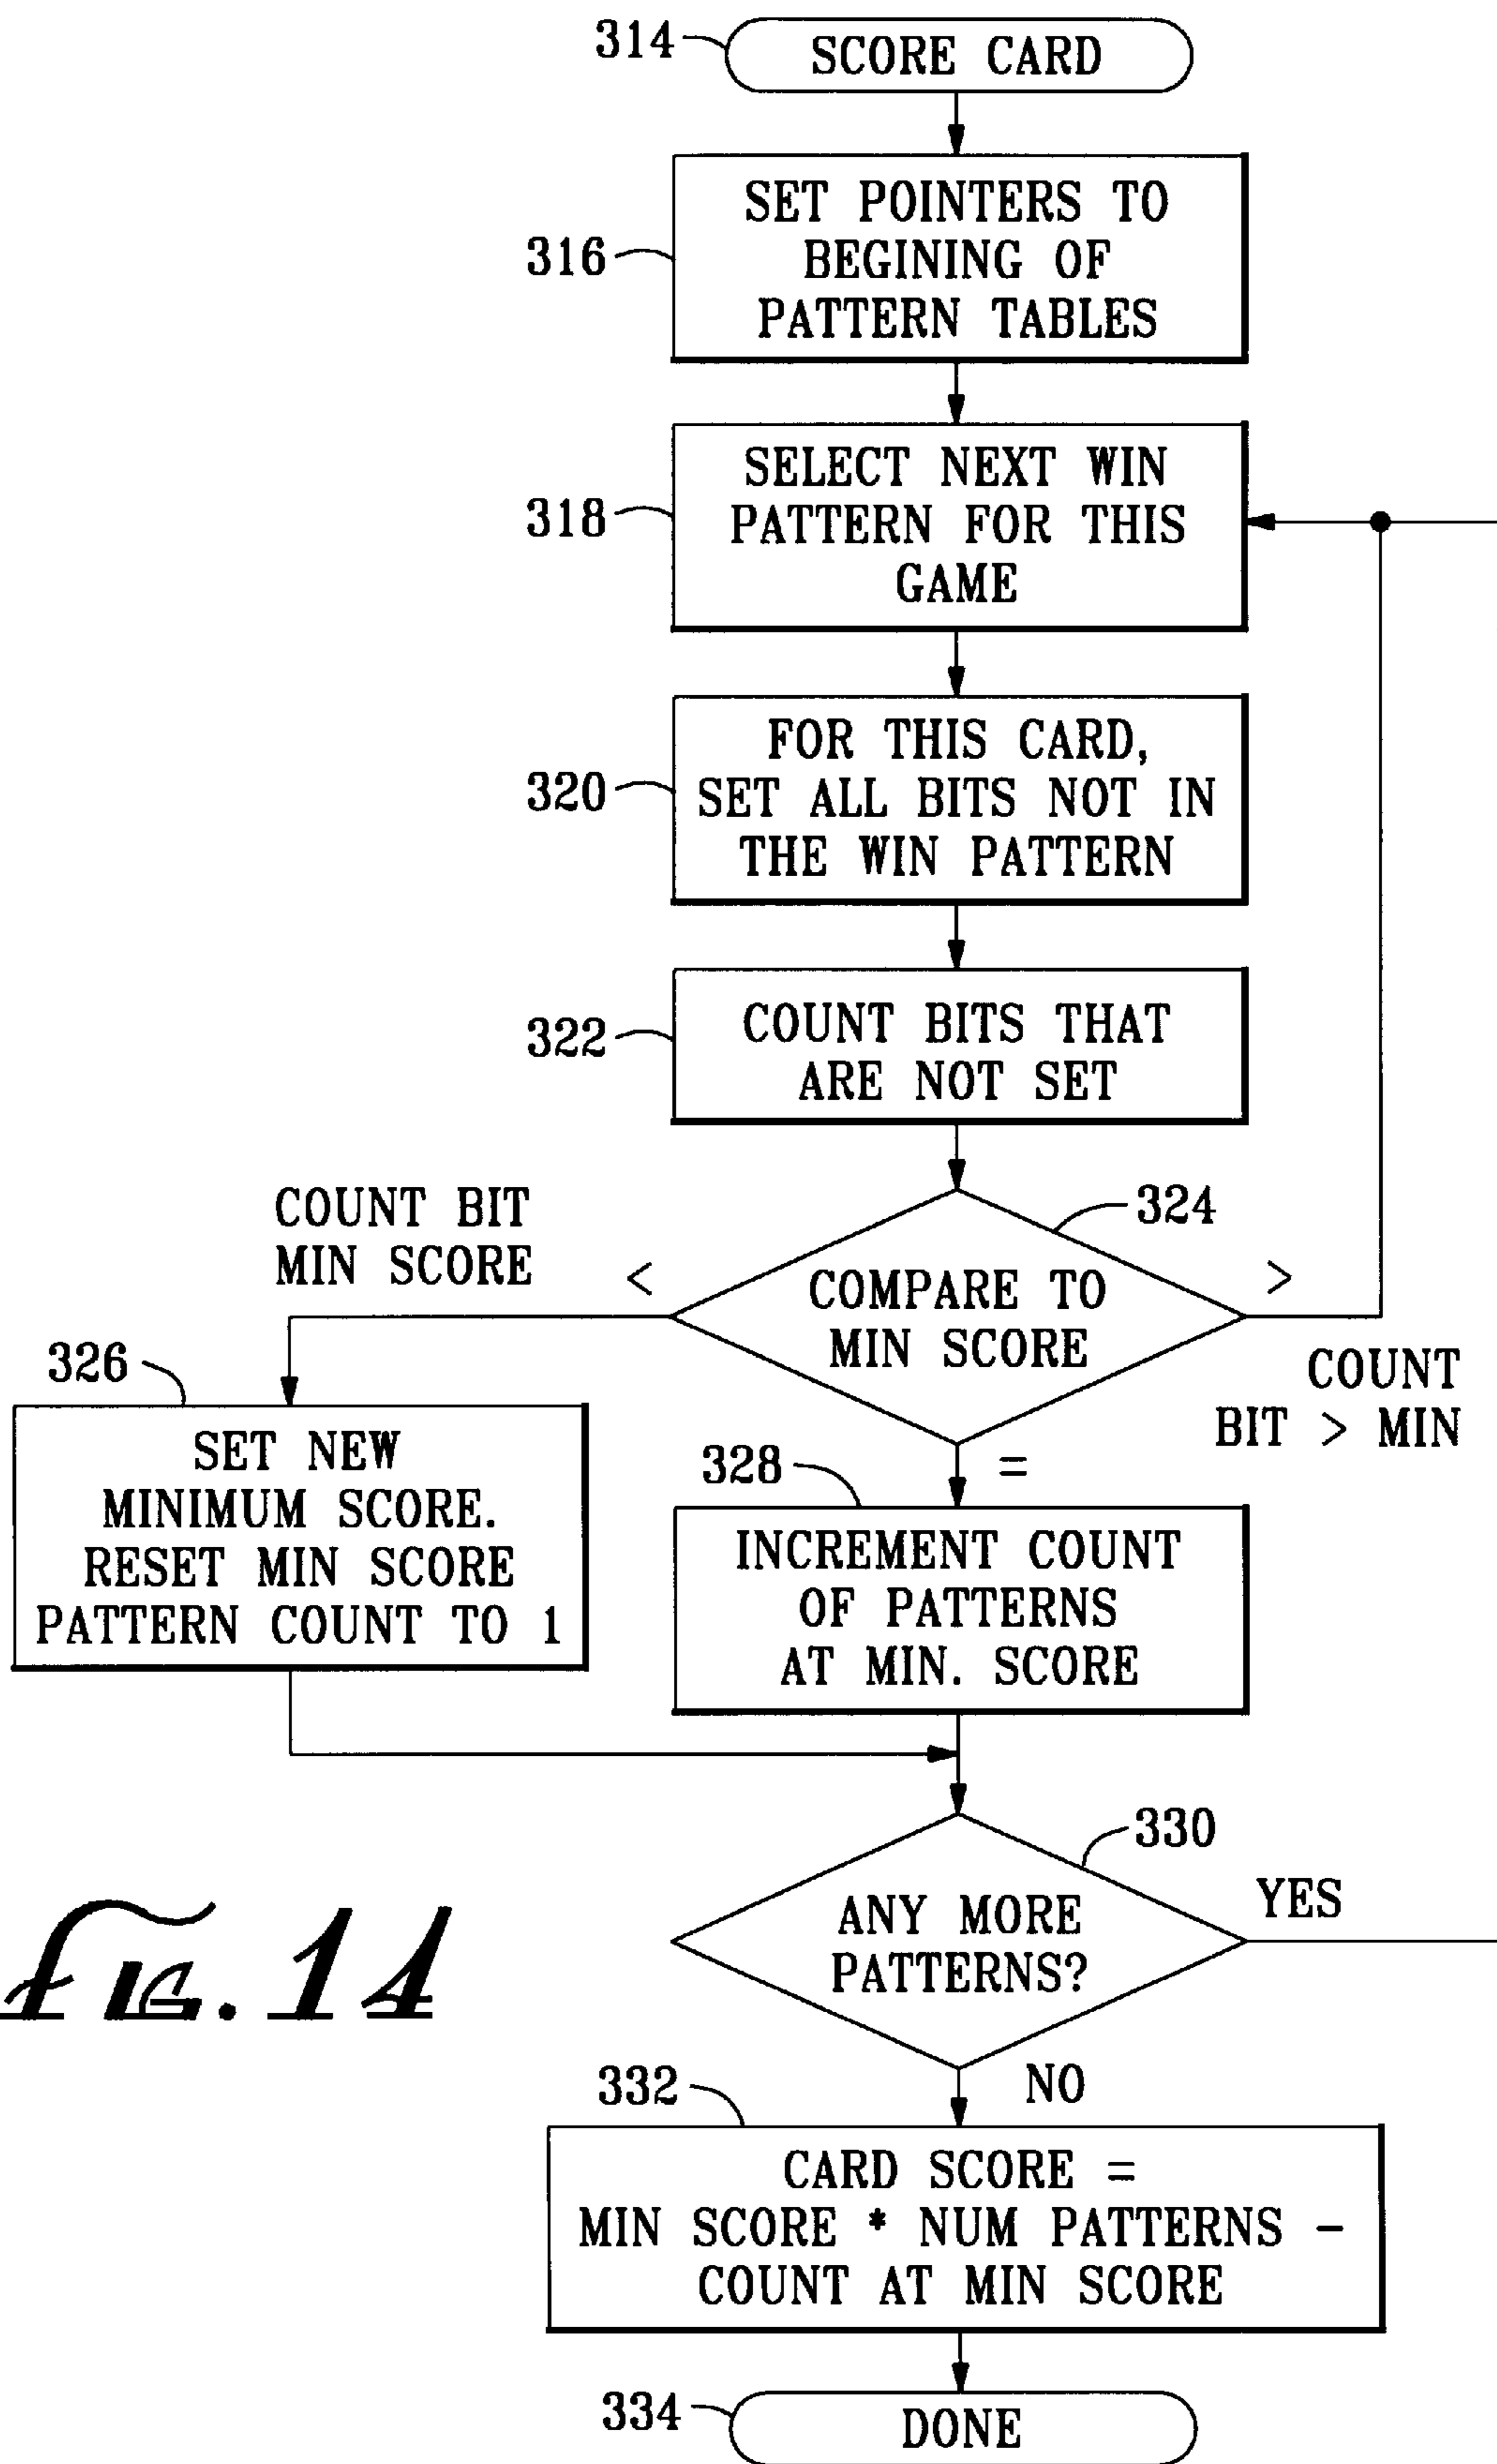 314
SCORE CARD
316
SET POINTERS TO
BEGINING OF
PATTERN TABLES
318
SELECT NEXT WIN
PATTERN FOR THIS
GAME
320
FOR THIS CARD,
SET ALL BITS NOT IN
THE WIN PATTERN
322
COUNT BITS THAT
ARE NOT SET
324
COMPARE TO
MIN SCORE
COUNT BIT
MIN SCORE <
>
COUNT
BIT > MIN
326
SET NEW
MINIMUM SCORE.
RESET MIN SCORE
PATTERN COUNT TO 1
=
328
INCREMENT COUNT
OF PATTERNS
AT MIN. SCORE
330
ANY MORE
PATTERNS?
YES
NO
332
CARD SCORE =
MIN SCORE * NUM PATTERNS -
COUNT AT MIN SCORE
334
DONE
FIG. 14